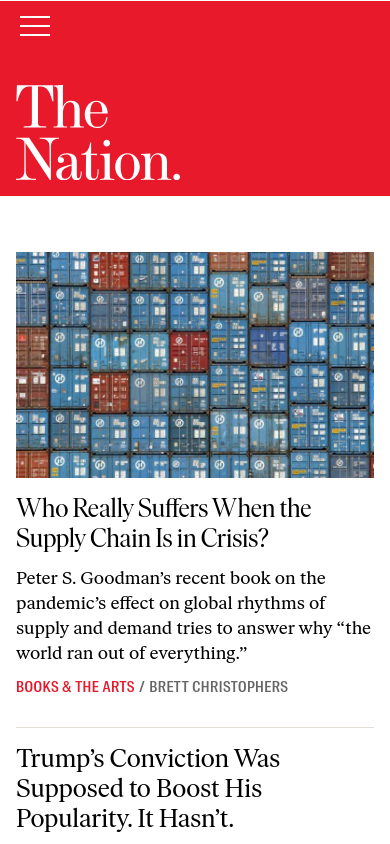 The
Nation.
Who Really Suffers When the
Supply Chain Is in Crisis?
Peter S. Goodman’s recent book on the
pandemic’s effect on global rhythms of
supply and demand tries to answer why “the
world ran out of everything.”
BOOKS & THE ARTS / BRETT CHRISTOPHERS
Trump’s Conviction Was
Supposed to Boost His
Popularity. It Hasn’t.